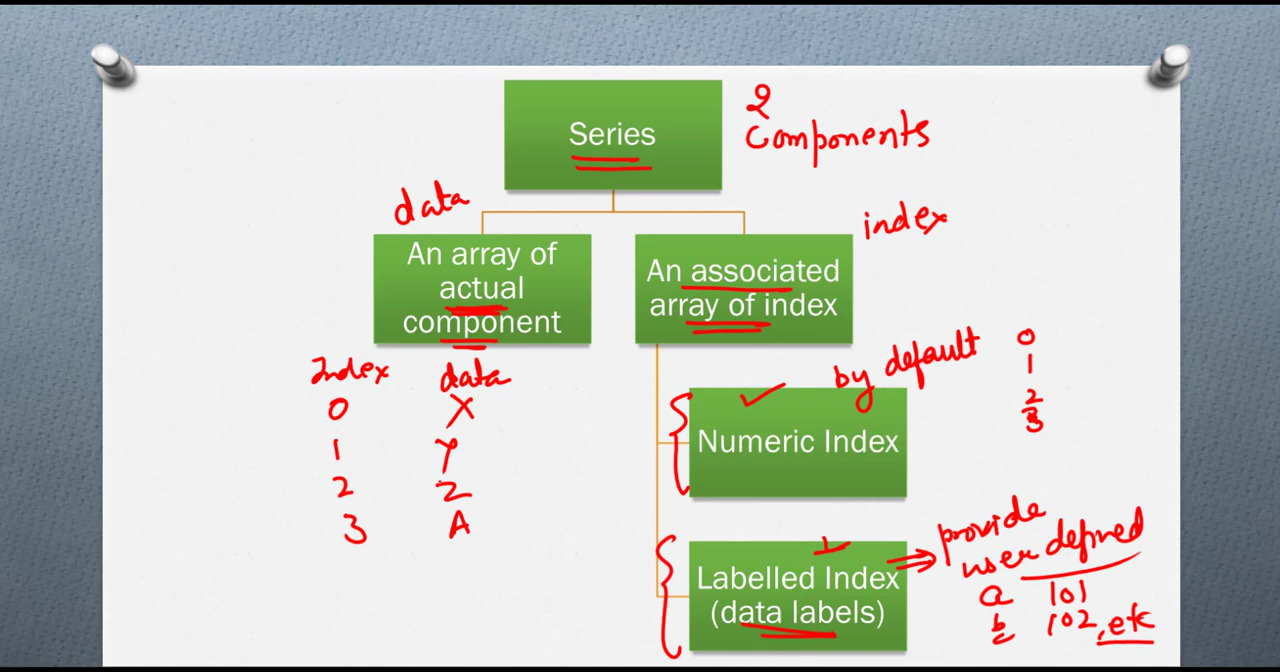 Series
2
Components
data
index
An array of
actual
component
An associated
array of index
Index data
0 X
1 Y
2 Z
3 A
by default
0
1
2
3
Numeric Index
Labelled Index
(data labels)
provide
user defined
a 101
b 102, etc